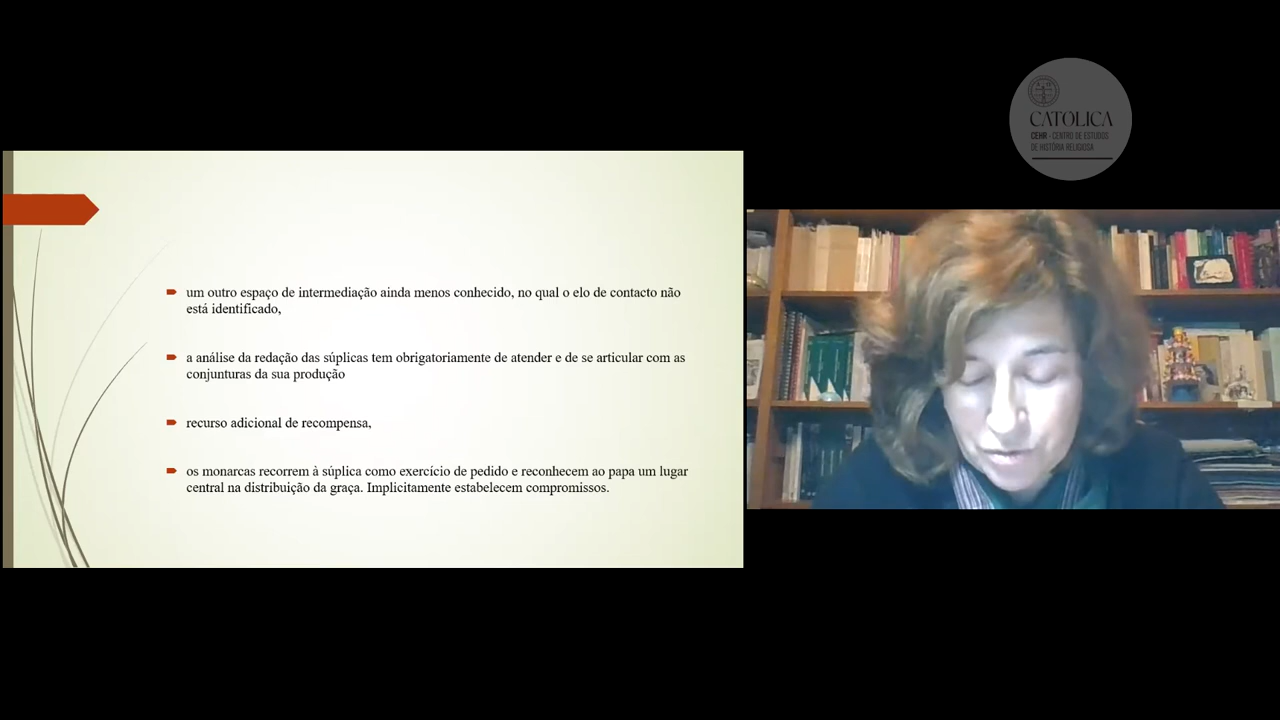 CATOLICA
CEHR · CENTRO DE ESTUDOS
DE HISTÓRIA RELIGIOSA
um outro espaço de intermediação ainda menos conhecido, no qual o elo de contacto não
está identificado,
a análise da redação das súplicas tem obrigatoriamente de atender e de se articular com as
conjunturas da sua produção
recurso adicional de recompensa,
os monarcas recorrem à súplica como exercício de pedido e reconhecem ao papa um lugar
central na distribuição da graça. Implicitamente estabelecem compromissos.